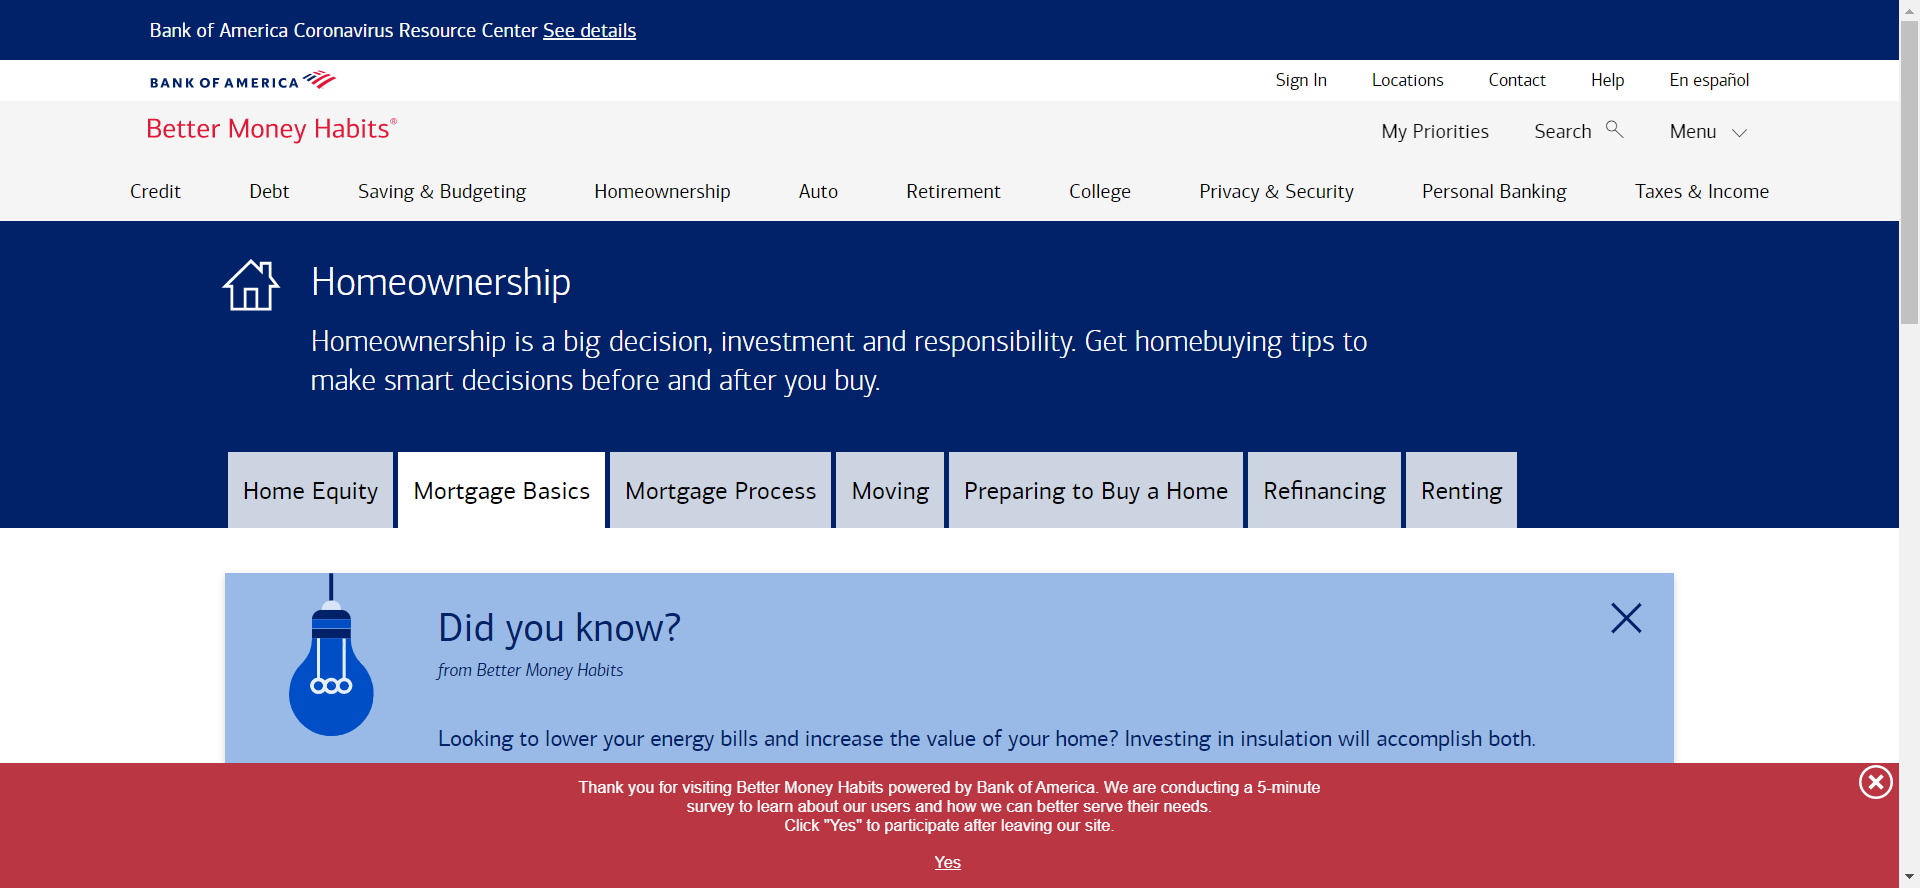 Bank of America Coronavirus Resource Center See details
BANK OF AMERICA
Sign In
Locations
Contact
Help
En español
Better Money Habits®
My Priorities
Search
Menu
Credit
Debt
Saving & Budgeting
Homeownership
Auto
Retirement
College
Privacy & Security
Personal Banking
Taxes & Income
Homeownership
Homeownership is a big decision, investment and responsibility. Get homebuying tips to
make smart decisions before and after you buy.
Home Equity
Mortgage Basics
Mortgage Process
Moving
Preparing to Buy a Home
Refinancing
Renting
Did you know?
from Better Money Habits
Looking to lower your energy bills and increase the value of your home? Investing in insulation will accomplish both.
Thank you for visiting Better Money Habits powered by Bank of America. We are conducting a 5-minute
survey to learn about our users and how we can better serve their needs.
Click "Yes" to participate after leaving our site.
Yes